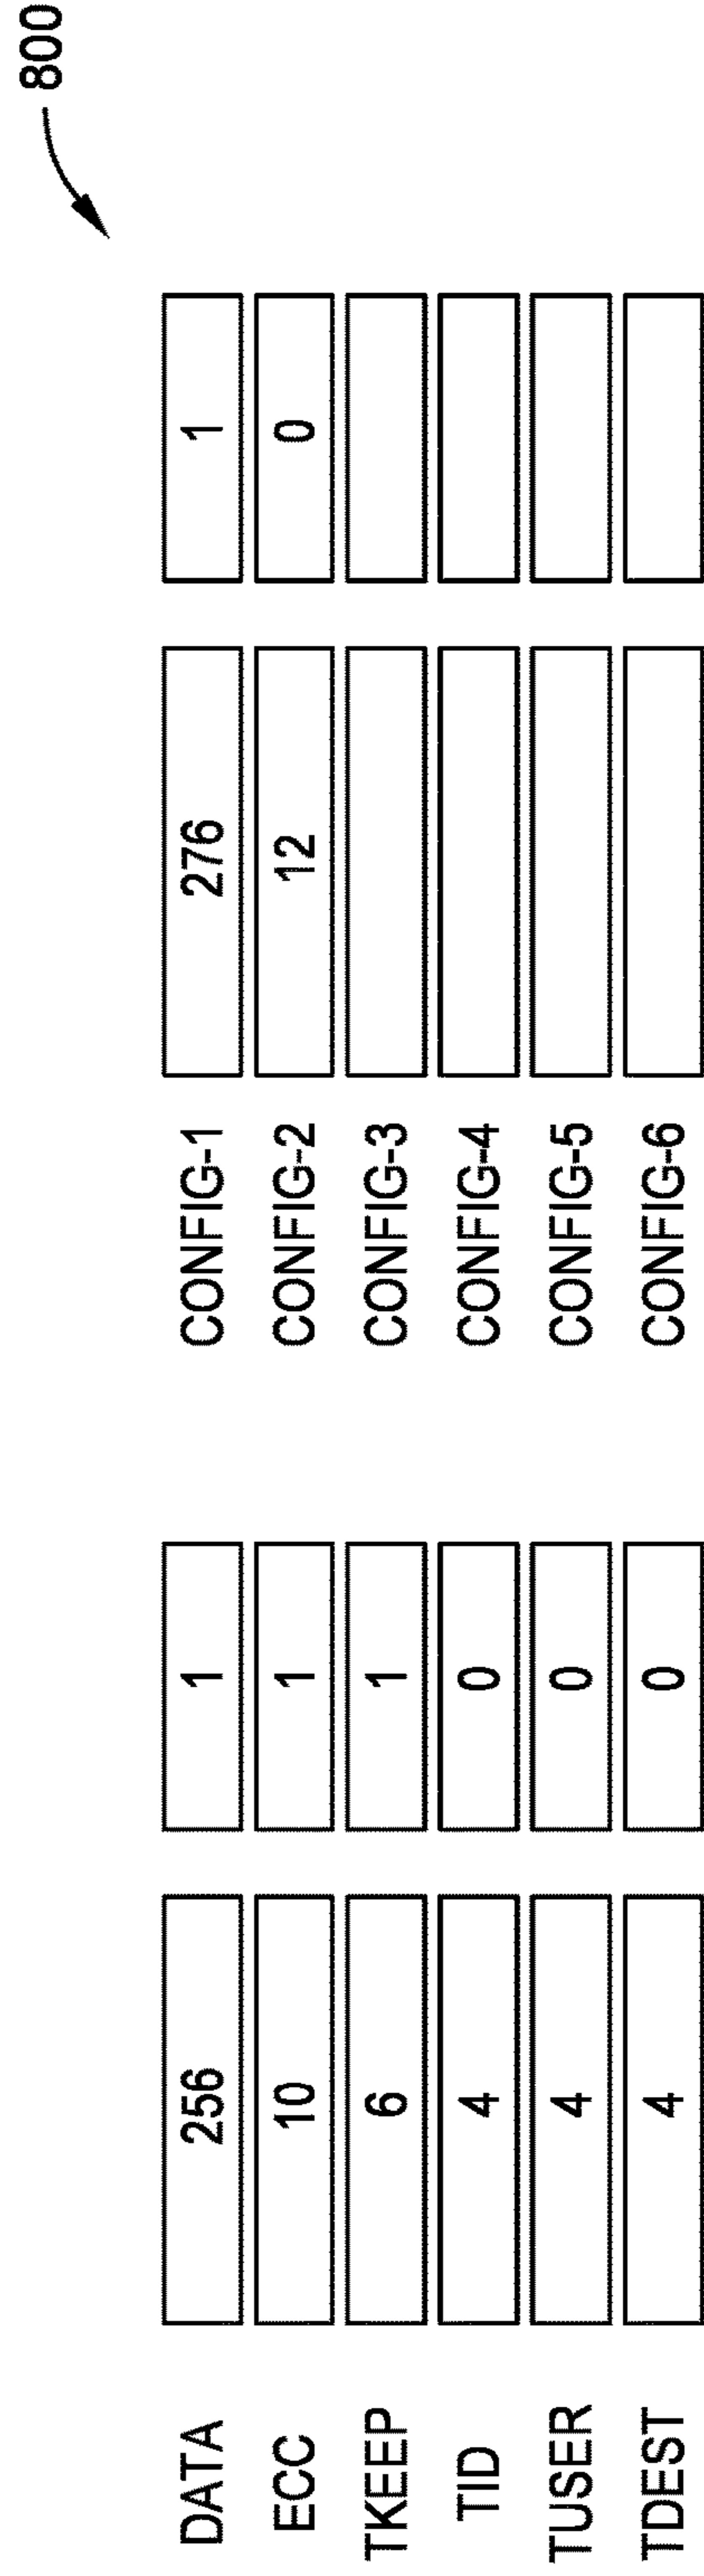 800
DATA 256 1 CONFIG-1 276 1
ECC 10 1 CONFIG-2 12 0
TKEEP 6 1 CONFIG-3
TID 4 0 CONFIG-4
TUSER 4 0 CONFIG-5
TDEST 4 0 CONFIG-6